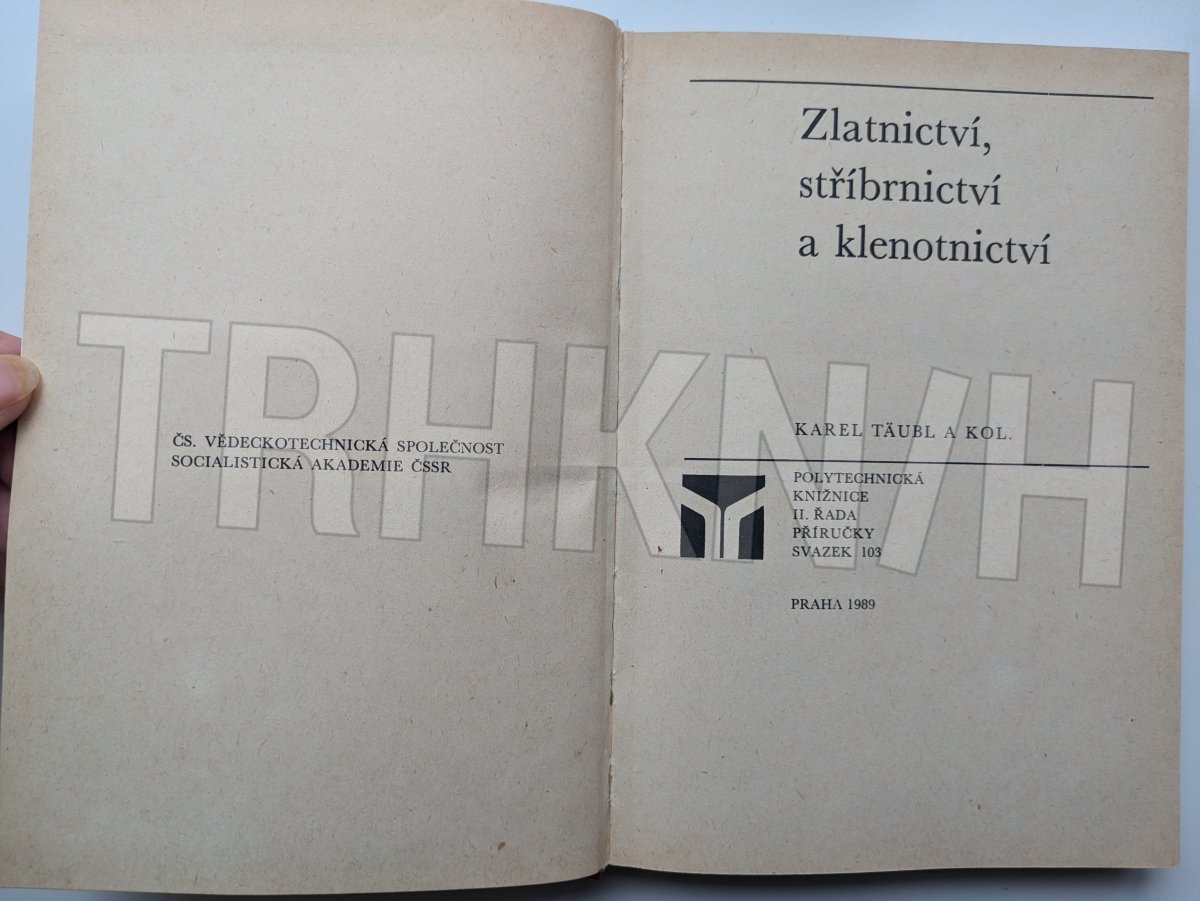 ČS. VĚDECKOTECHNICKÁ SPOLEČNOST
SOCIALISTICKÁ AKADEMIE ČSSR
Zlatnictví,
stříbrnictví
a klenotnictví
KAREL TÄUBL A KOL.
POLYTECHNICKÁ
KNIŽNICE
II. ŘADA
PŘÍRUČKY
SVAZEK 103
PRAHA 1989
TRHKNIH